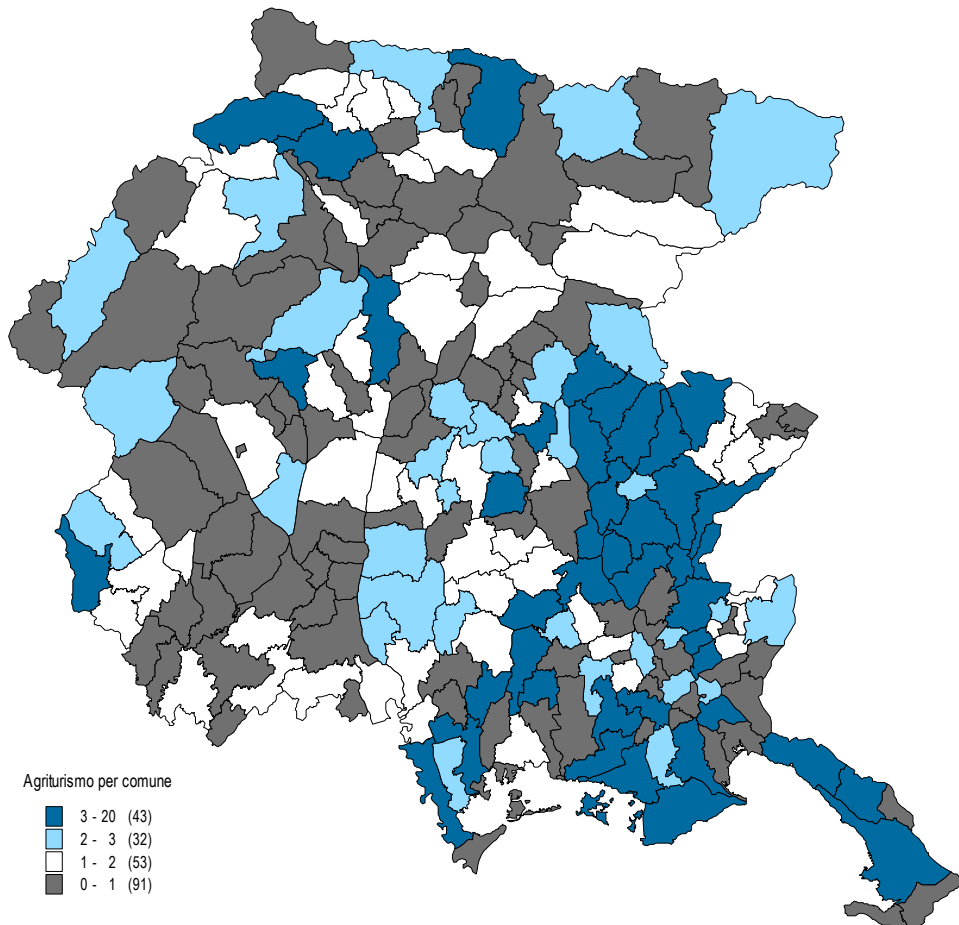 Agriturismo per comune
3 - 20 (43)
2 - 3 (32)
1 - 2 (53)
0 - 1 (91)